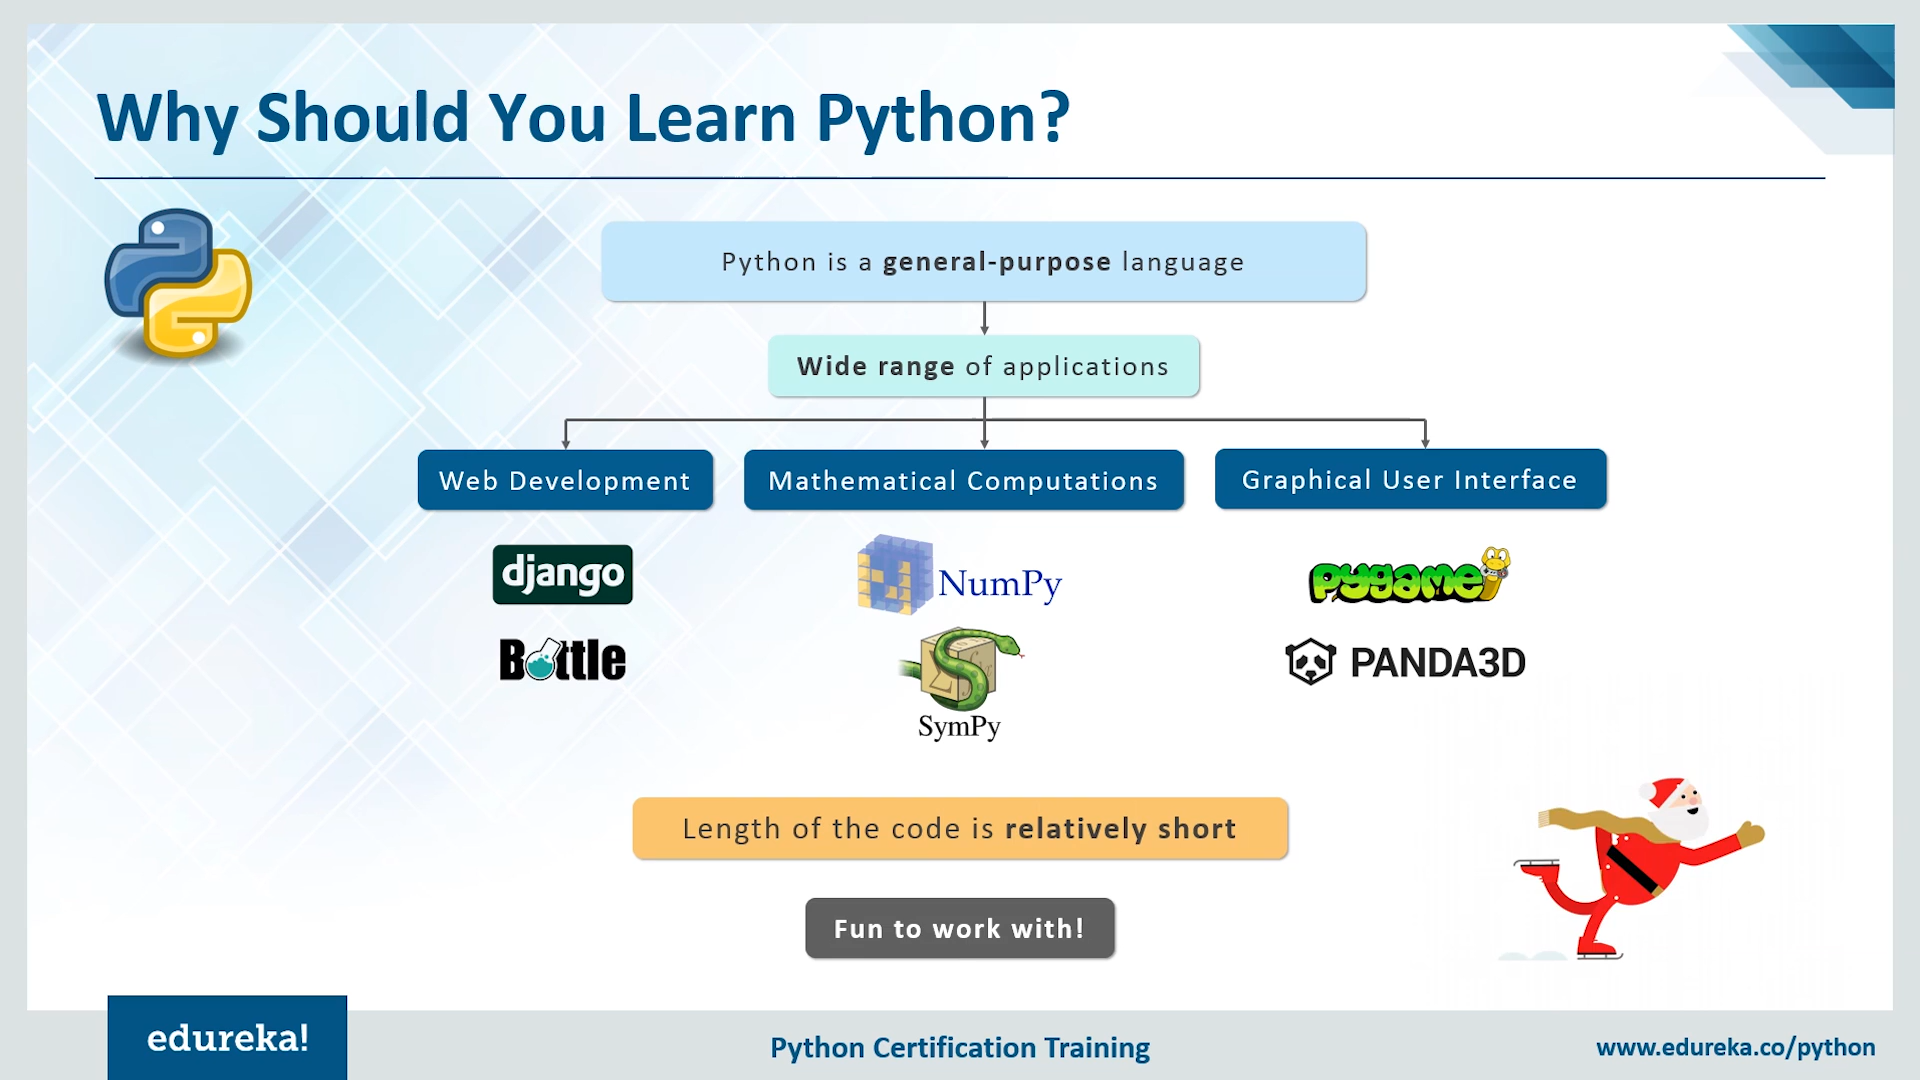 Why Should You Learn Python?
Python is a general-purpose language
Wide range of applications
Web Development
Mathematical Computations
Graphical User Interface
django
NumPy
pygame
Bottle
PANDA3D
SymPy
Length of the code is relatively short
Fun to work with!
edureka!
Python Certification Training
www.edureka.co/python